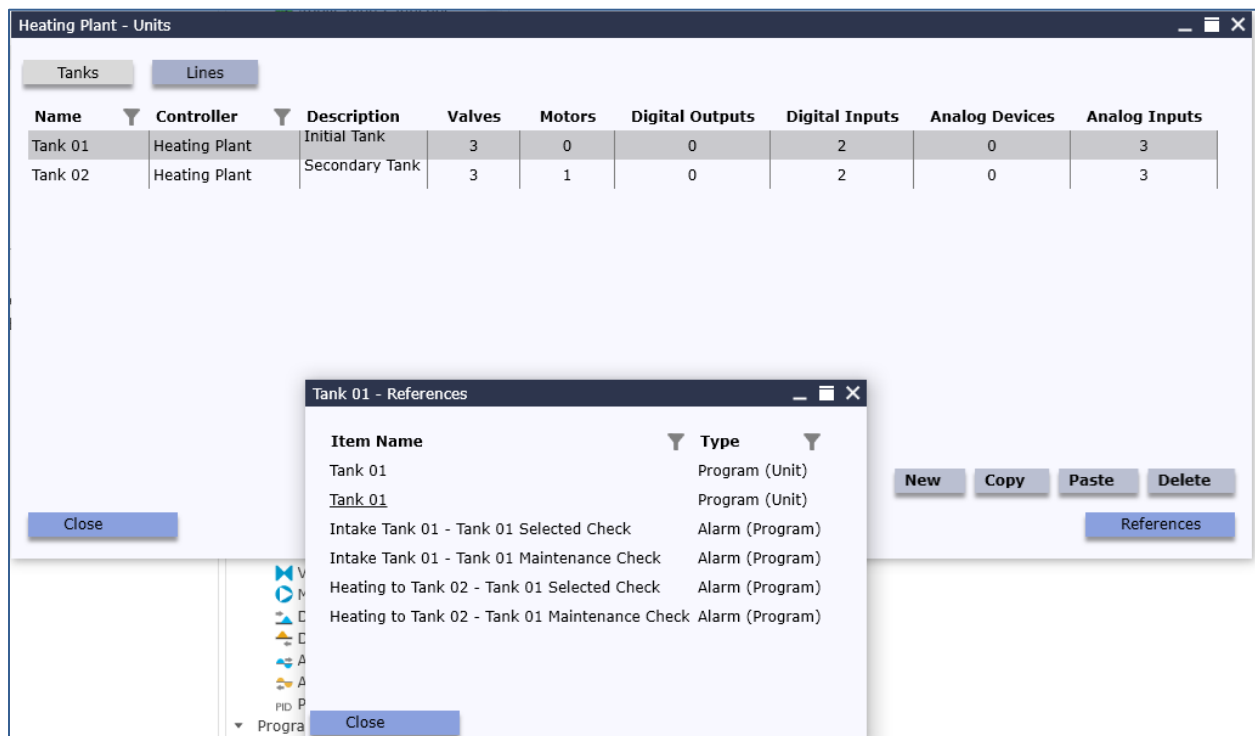 Heating Plant - Units
Tanks Lines
Name Controller Description Valves Motors Digital Outputs Digital Inputs Analog Devices Analog Inputs
Tank 01 Heating Plant Initial Tank 3 0 0 2 0 3
Tank 02 Heating Plant Secondary Tank 3 1 0 2 0 3
Tank 01 - References
Item Name Type
Tank 01 Program (Unit)
Tank 01 Program (Unit)
Intake Tank 01 - Tank 01 Selected Check Alarm (Program)
Intake Tank 01 - Tank 01 Maintenance Check Alarm (Program)
Heating to Tank 02 - Tank 01 Selected Check Alarm (Program)
Heating to Tank 02 - Tank 01 Maintenance Check Alarm (Program)
Close
New Copy Paste Delete
Close References
PID P
Progra